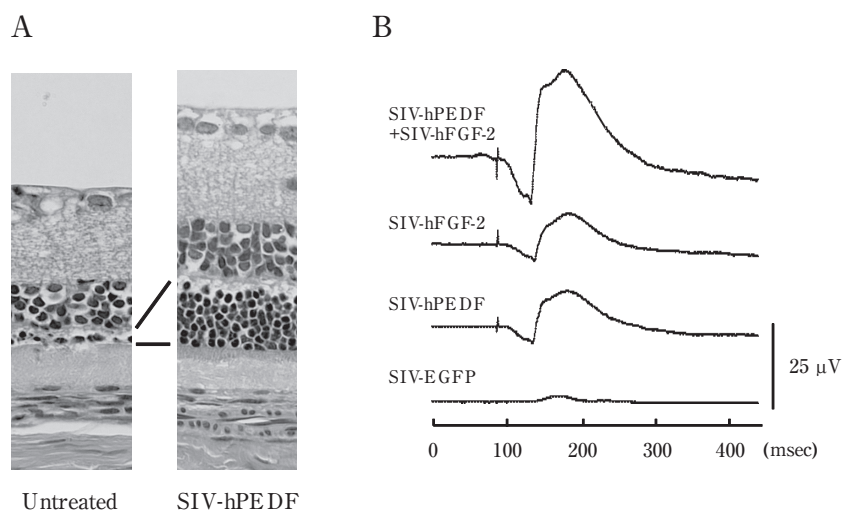 A
B
SIV-hPEDF
+SIV-hFGF-2
SIV-hFGF-2
SIV-hPEDF
SIV-EGFP
25 μV
0 100 200 300 400 (msec)
Untreated SIV-hPEDF